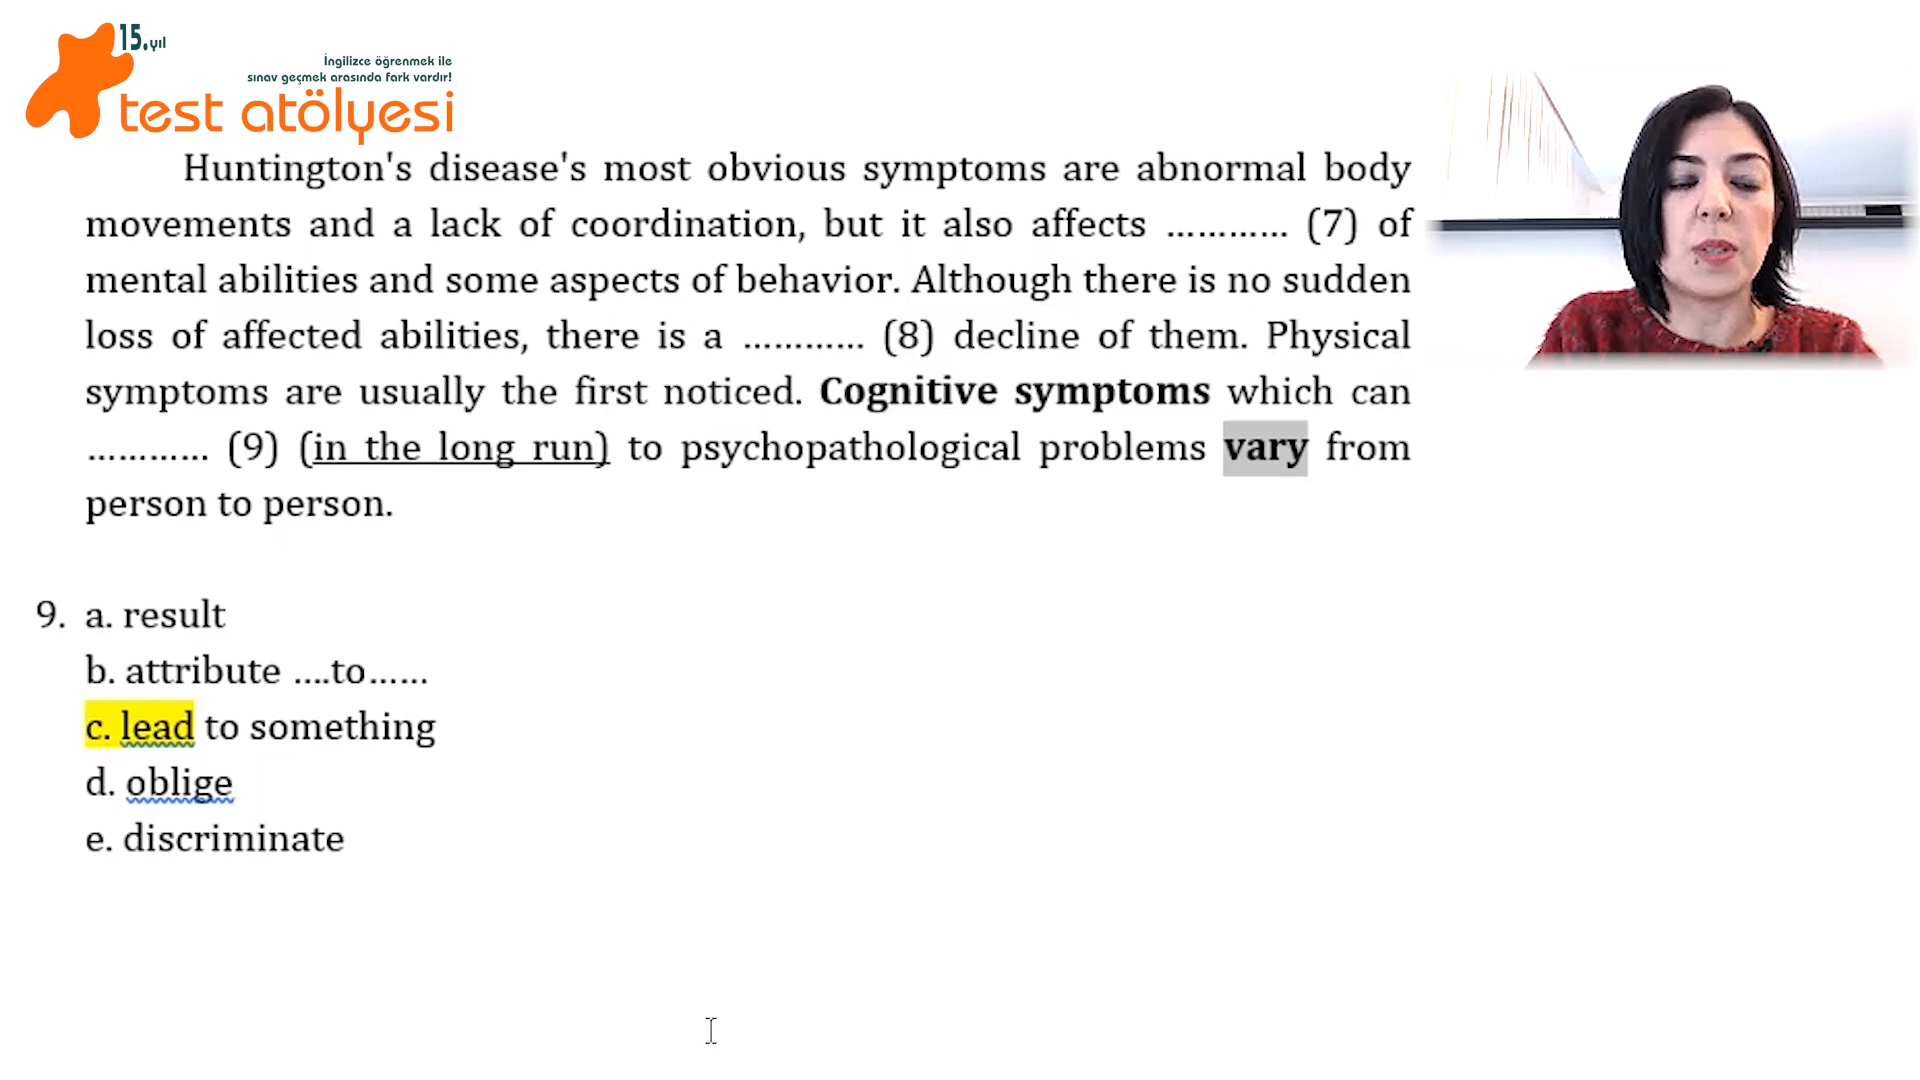 15.yıl
İngilizce öğrenmek ile
sınav geçmek arasında fark vardır!
test atölyesi
Huntington's disease's most obvious symptoms are abnormal body
movements and a lack of coordination, but it also affects ............. (7) of
mental abilities and some aspects of behavior. Although there is no sudden
loss of affected abilities, there is a ............. (8) decline of them. Physical
symptoms are usually the first noticed. Cognitive symptoms which can
............. (9) (in the long run) to psychopathological problems vary from
person to person.
9. a. result
b. attribute ....to......
c. lead to something
d. oblige
e. discriminate